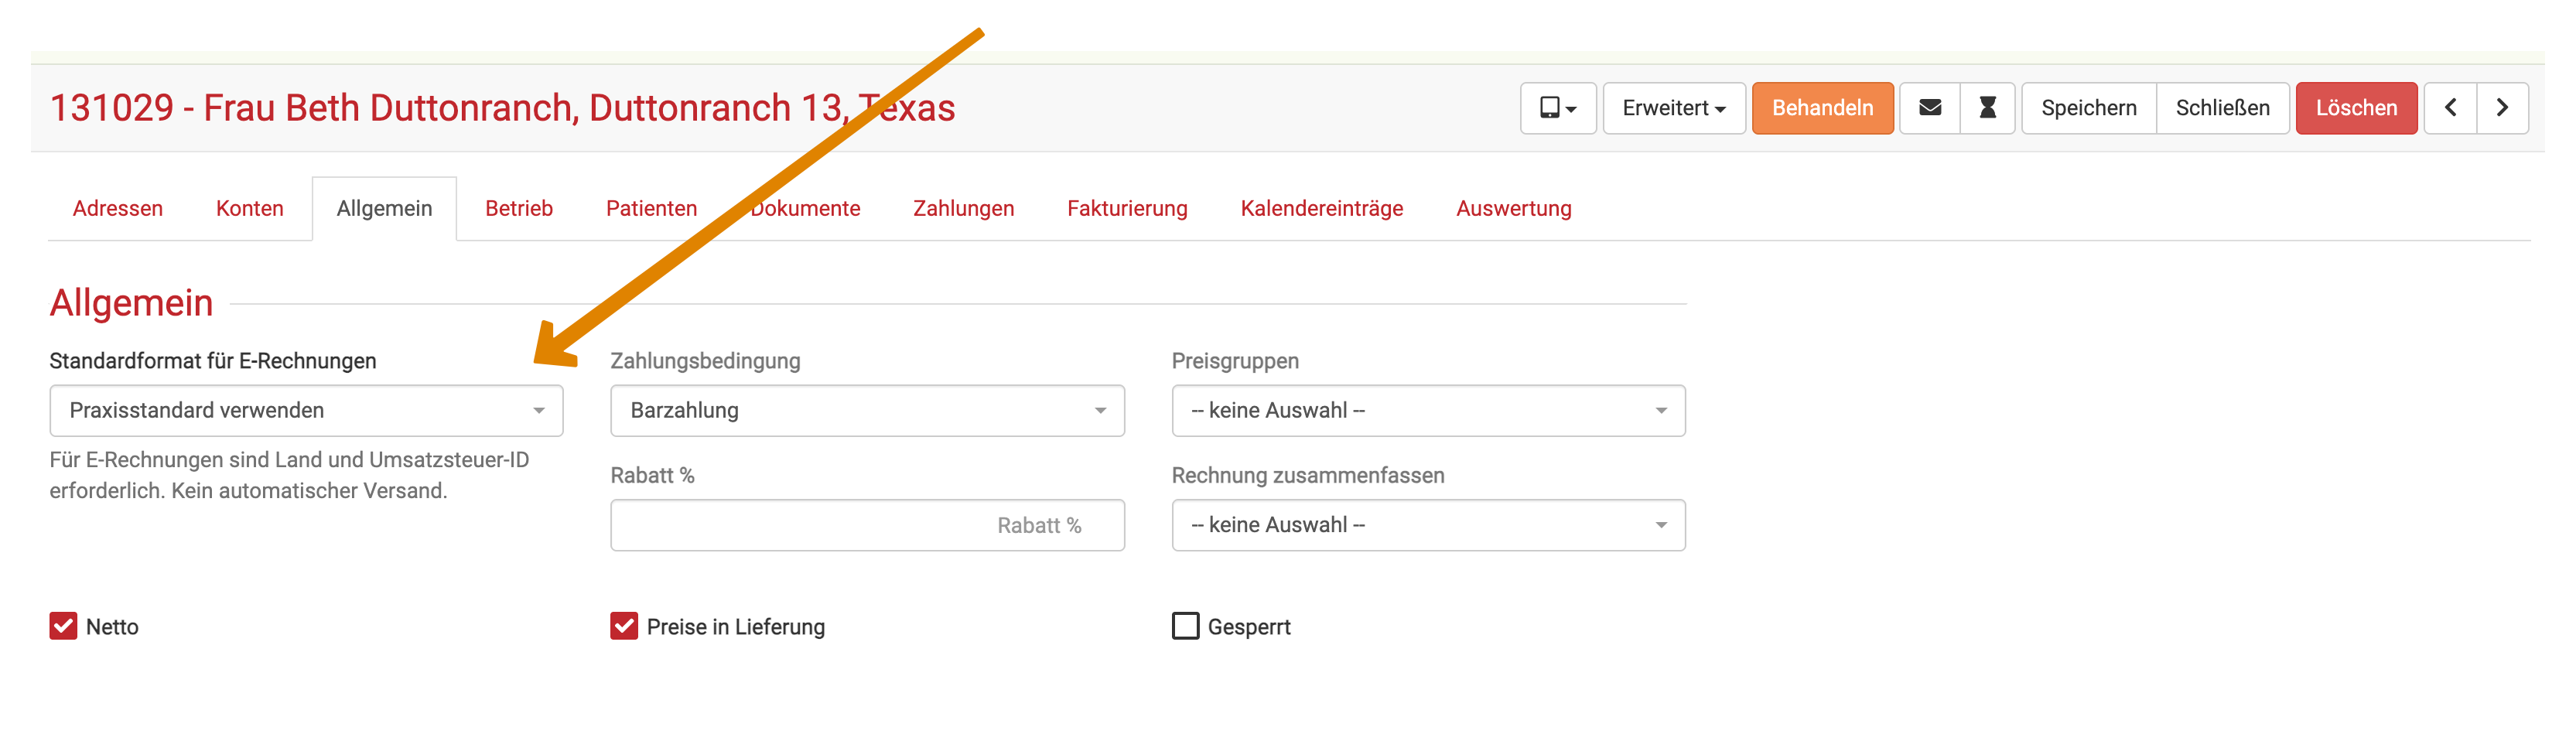 131029 - Frau Beth Duttonranch, Duttonranch 13, Texas
Erweitert
Behandeln
Speichern
Schließen
Löschen
Adressen
Konten
Allgemein
Betrieb
Patienten
Dokumente
Zahlungen
Fakturierung
Kalendereinträge
Auswertung
Allgemein
Standardformat für E-Rechnungen
Zahlungsbedingung
Preisgruppen
Praxisstandard verwenden
Barzahlung
-- keine Auswahl --
Für E-Rechnungen sind Land und Umsatzsteuer-ID
erforderlich. Kein automatischer Versand.
Rabatt %
Rechnung zusammenfassen
Rabatt %
-- keine Auswahl --
Netto
Preise in Lieferung
Gesperrt